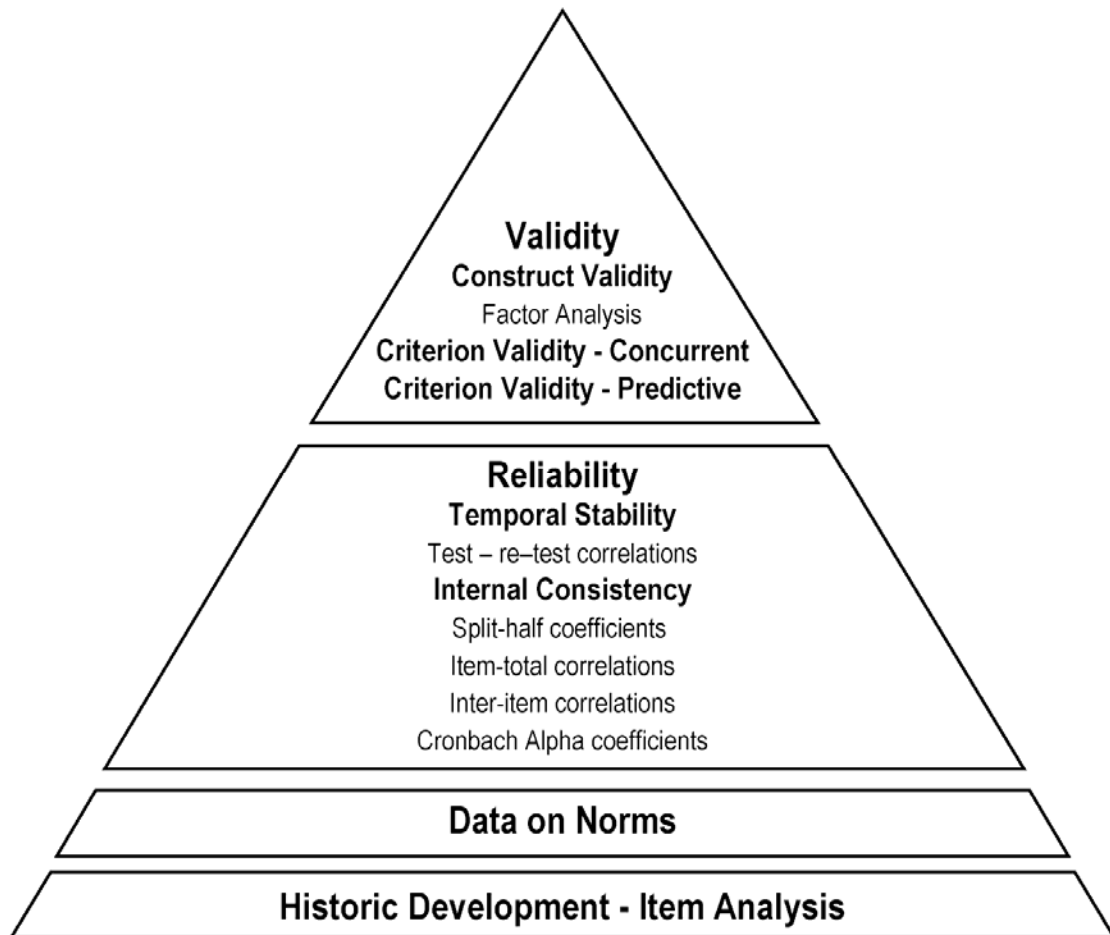 Validity
Construct Validity
Factor Analysis
Criterion Validity - Concurrent
Criterion Validity - Predictive
Reliability
Temporal Stability
Test – re–test correlations
Internal Consistency
Split-half coefficients
Item-total correlations
Inter-item correlations
Cronbach Alpha coefficients
Data on Norms
Historic Development - Item Analysis